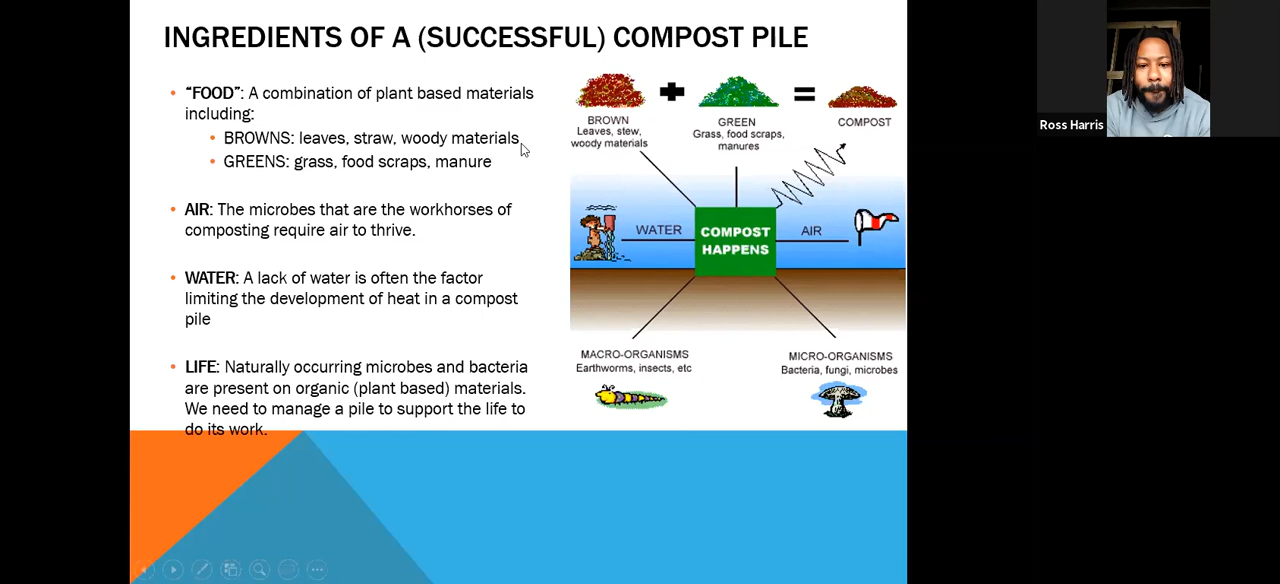 INGREDIENTS OF A (SUCCESSFUL) COMPOST PILE
• “FOOD”: A combination of plant based materials
including:
• BROWNS: leaves, straw, woody materials
• GREENS: grass, food scraps, manure
• AIR: The microbes that are the workhorses of
composting require air to thrive.
• WATER: A lack of water is often the factor
limiting the development of heat in a compost
pile
• LIFE: Naturally occurring microbes and bacteria
are present on organic (plant based) materials.
We need to manage a pile to support the life to
do its work.
BROWN
Leaves, stew,
woody materials
GREEN
Grass, food scraps,
manures
COMPOST
WATER
COMPOST
HAPPENS
AIR
MACRO-ORGANISMS
Earthworms, insects, etc
MICRO-ORGANISMS
Bacteria, fungi, microbes
Ross Harris